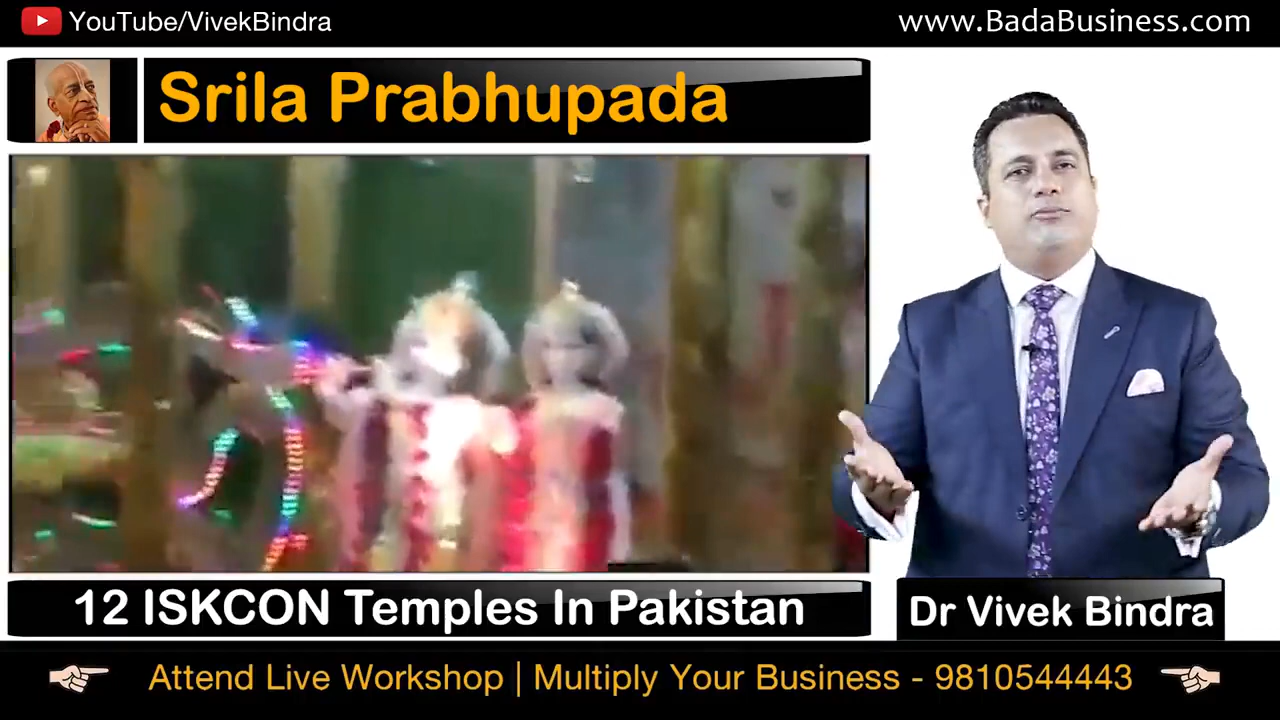 YouTube/VivekBindra
www.BadaBusiness.com
Srila Prabhupada
12 ISKCON Temples In Pakistan
Dr Vivek Bindra
Attend Live Workshop | Multiply Your Business - 9810544443